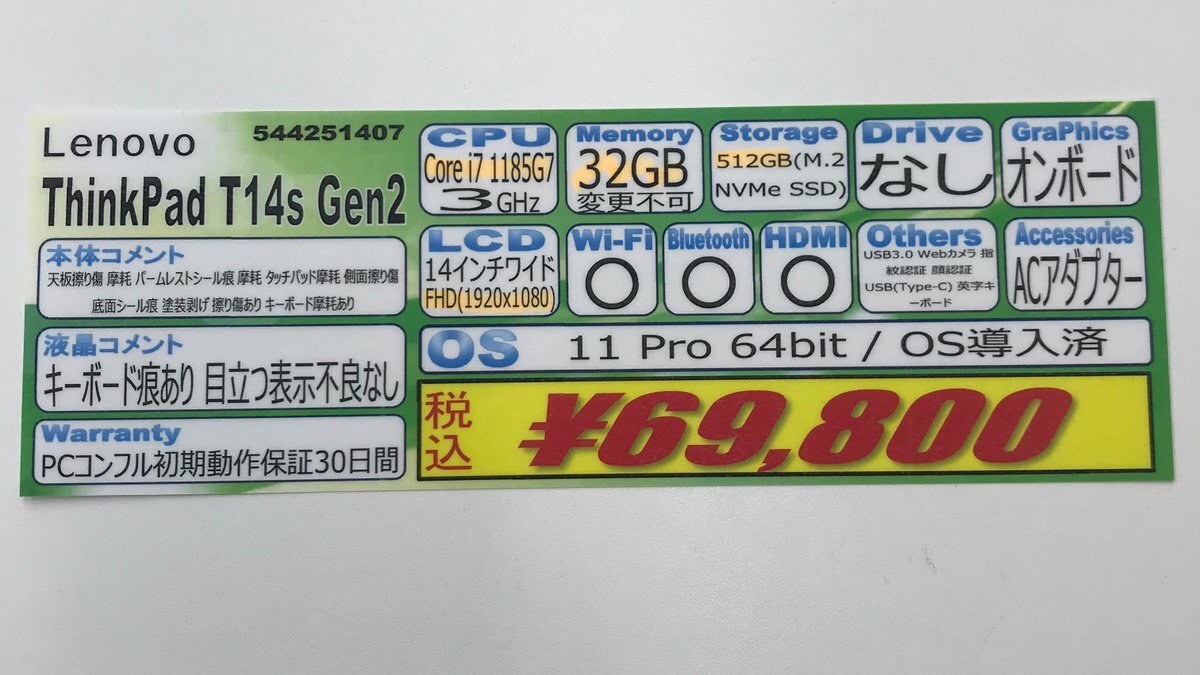 Lenovo
544251407
ThinkPad T14s Gen2
本体コメント
天板擦り傷 摩耗 パームレストシール痕 摩耗 タッチパッド摩耗 側面擦り傷
底面シール痕 塗装剥げ 擦り傷あり キーボード摩耗あり
液晶コメント
キーボード痕あり 目立つ表示不良なし
Warranty
PCコンフル初期動作保証30日間
CPU
Core i7 1185G7
3GHz
Memory
32GB
変更不可
Storage
512GB(M.2
NVMe SSD)
Drive
なし
GraPhics
オンボード
LCD
14インチワイド
FHD(1920x1080)
Wi-Fi
○
Bluetooth
○
HDMI
○
Others
USB3.0 Webカメラ 指
紋認証 顔認証
USB(Type-C) 英字キ
ーボード
Accessories
ACアダプター
OS
11 Pro 64bit / OS導入済
税込
¥69,800